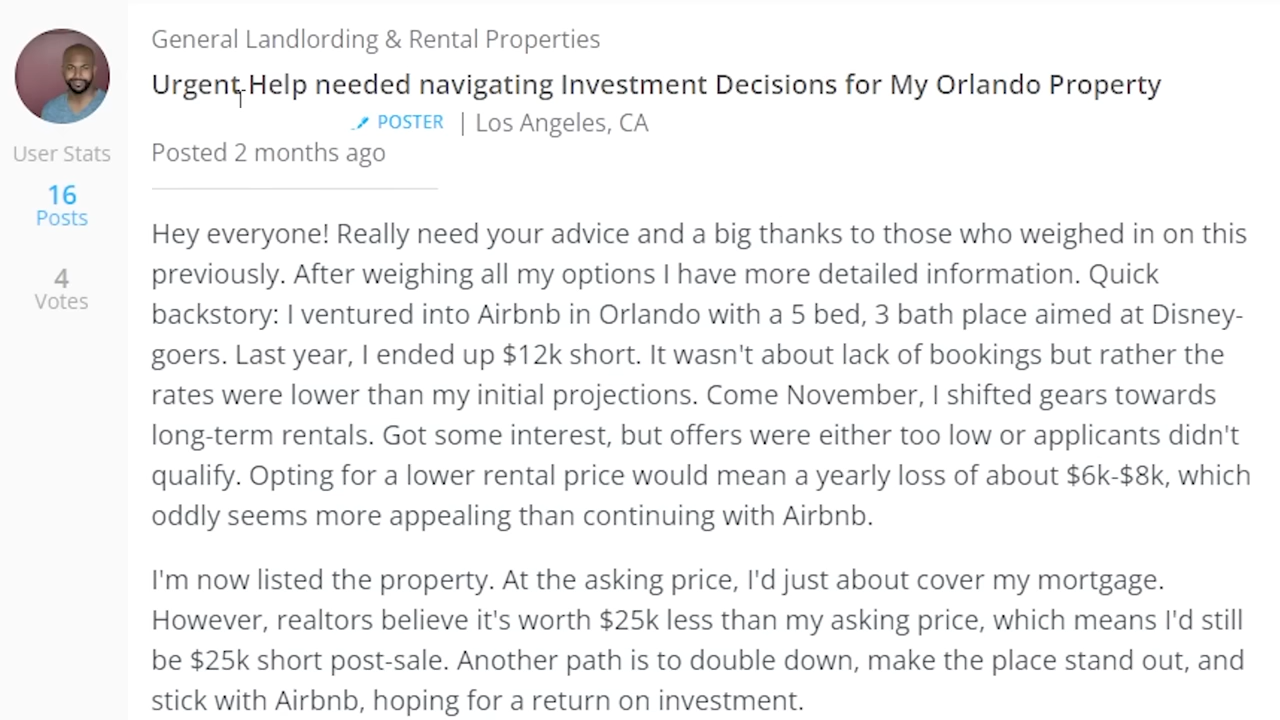 General Landlording & Rental Properties
Urgent Help needed navigating Investment Decisions for My Orlando Property
POSTER | Los Angeles, CA
Posted 2 months ago
User Stats
16
Posts
4
Votes
Hey everyone! Really need your advice and a big thanks to those who weighed in on this
previously. After weighing all my options I have more detailed information. Quick
backstory: I ventured into Airbnb in Orlando with a 5 bed, 3 bath place aimed at Disney-
goers. Last year, I ended up $12k short. It wasn't about lack of bookings but rather the
rates were lower than my initial projections. Come November, I shifted gears towards
long-term rentals. Got some interest, but offers were either too low or applicants didn't
qualify. Opting for a lower rental price would mean a yearly loss of about $6k-$8k, which
oddly seems more appealing than continuing with Airbnb.
I'm now listed the property. At the asking price, I'd just about cover my mortgage.
However, realtors believe it's worth $25k less than my asking price, which means I'd still
be $25k short post-sale. Another path is to double down, make the place stand out, and
stick with Airbnb, hoping for a return on investment.